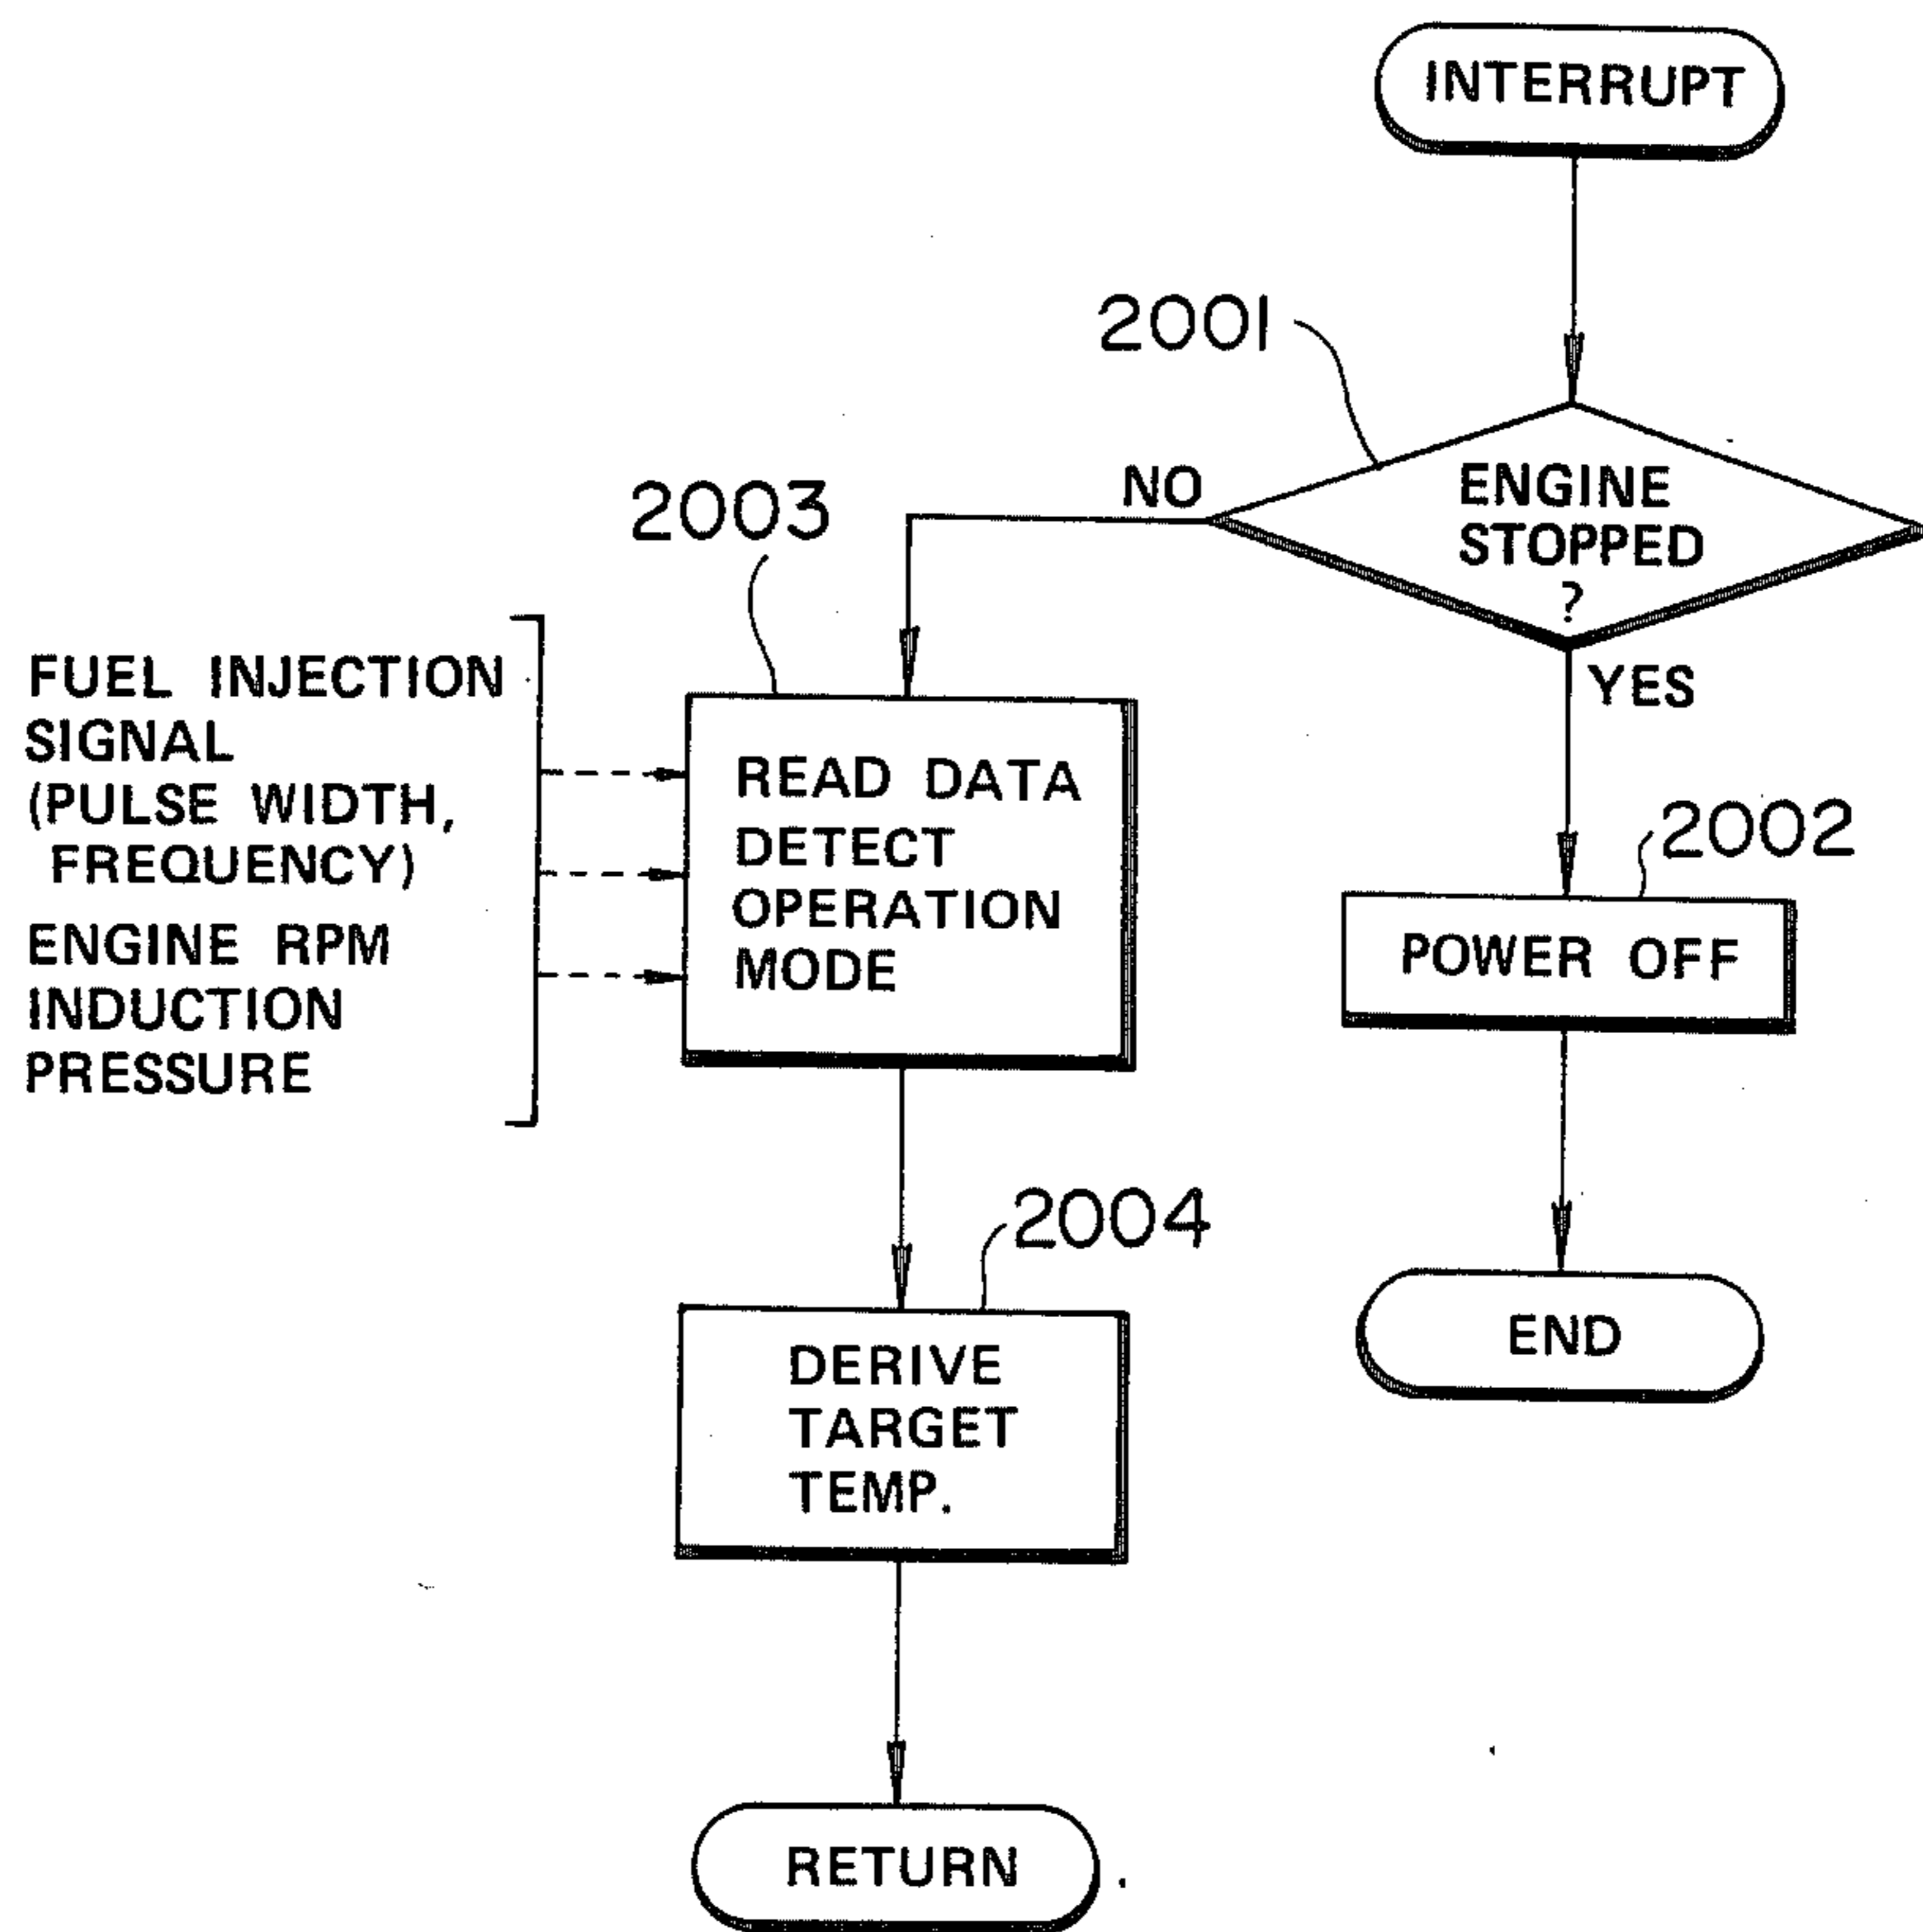 INTERRUPT
2001
ENGINE
STOPPED
?
NO
YES
2003
FUEL INJECTION
SIGNAL
(PULSE WIDTH,
FREQUENCY)
ENGINE RPM
INDUCTION
PRESSURE
READ DATA
DETECT
OPERATION
MODE
2002
POWER OFF
END
2004
DERIVE
TARGET
TEMP.
RETURN